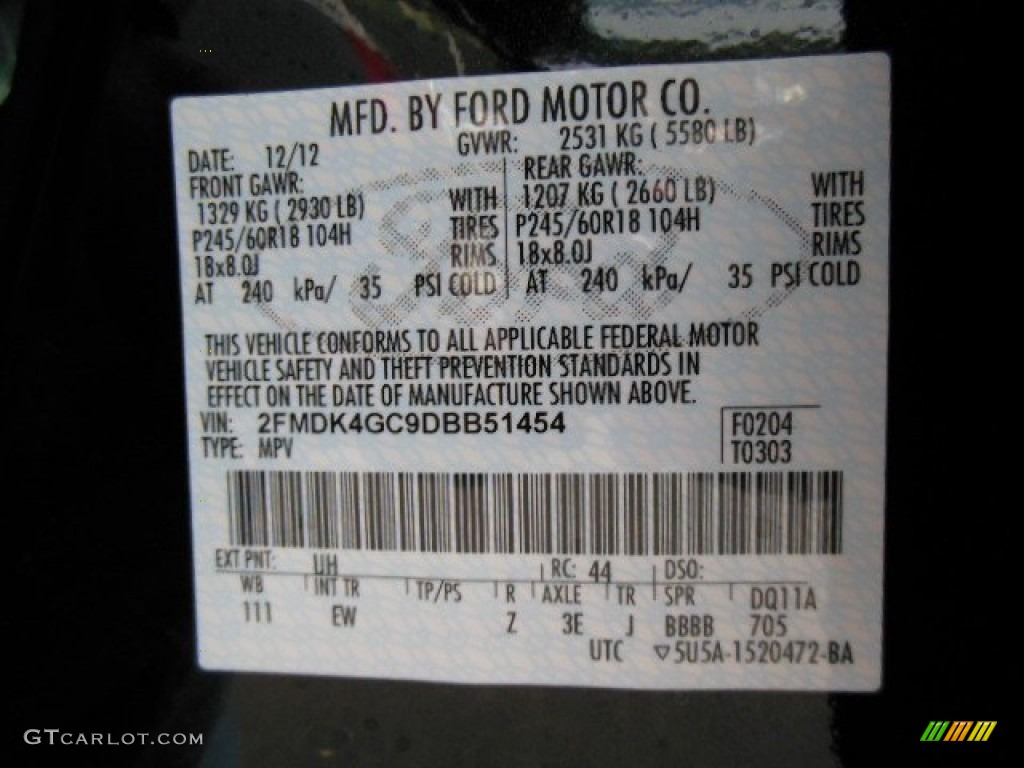 MFD. BY FORD MOTOR CO.
DATE: 12/12 GVWR: 2531 KG ( 5580 LB)
FRONT GAWR: REAR GAWR:
1329 KG ( 2930 LB) WITH 1207 KG ( 2660 LB) WITH
P245/60R18 104H TIRES P245/60R18 104H TIRES
18x8.0J RIMS 18x8.0J RIMS
AT 240 kPa/ 35 PSI COLD AT 240 kPa/ 35 PSI COLD
THIS VEHICLE CONFORMS TO ALL APPLICABLE FEDERAL MOTOR
VEHICLE SAFETY AND THEFT PREVENTION STANDARDS IN
EFFECT ON THE DATE OF MANUFACTURE SHOWN ABOVE.
VIN: 2FMDK4GC9DBB51454 F0204
TYPE: MPV T0303
EXT PNT: UH RC: 44 DSO:
WB INT TR TP/PS R AXLE TR SPR DQ11A
111 EW Z 3E J BBBB 705
UTC ▽5U5A-1520472-BA
GTCARLOT.COM